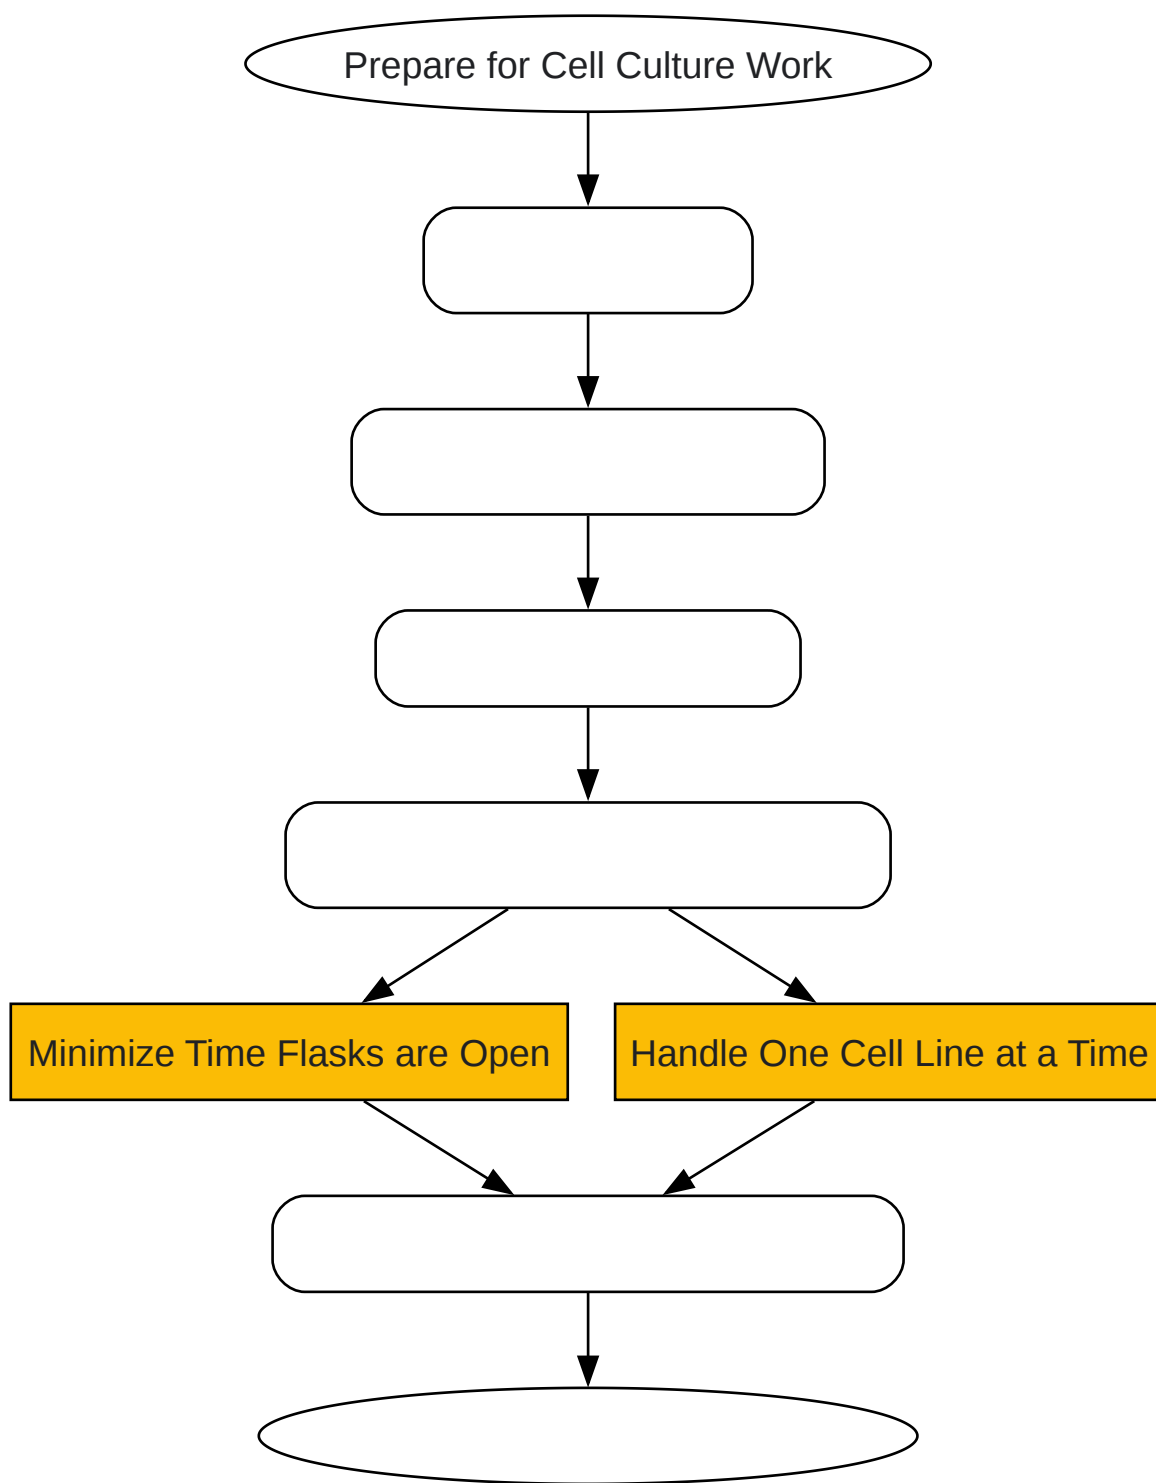 Prepare for Cell Culture Work
Minimize Time Flasks are Open
Handle One Cell Line at a Time